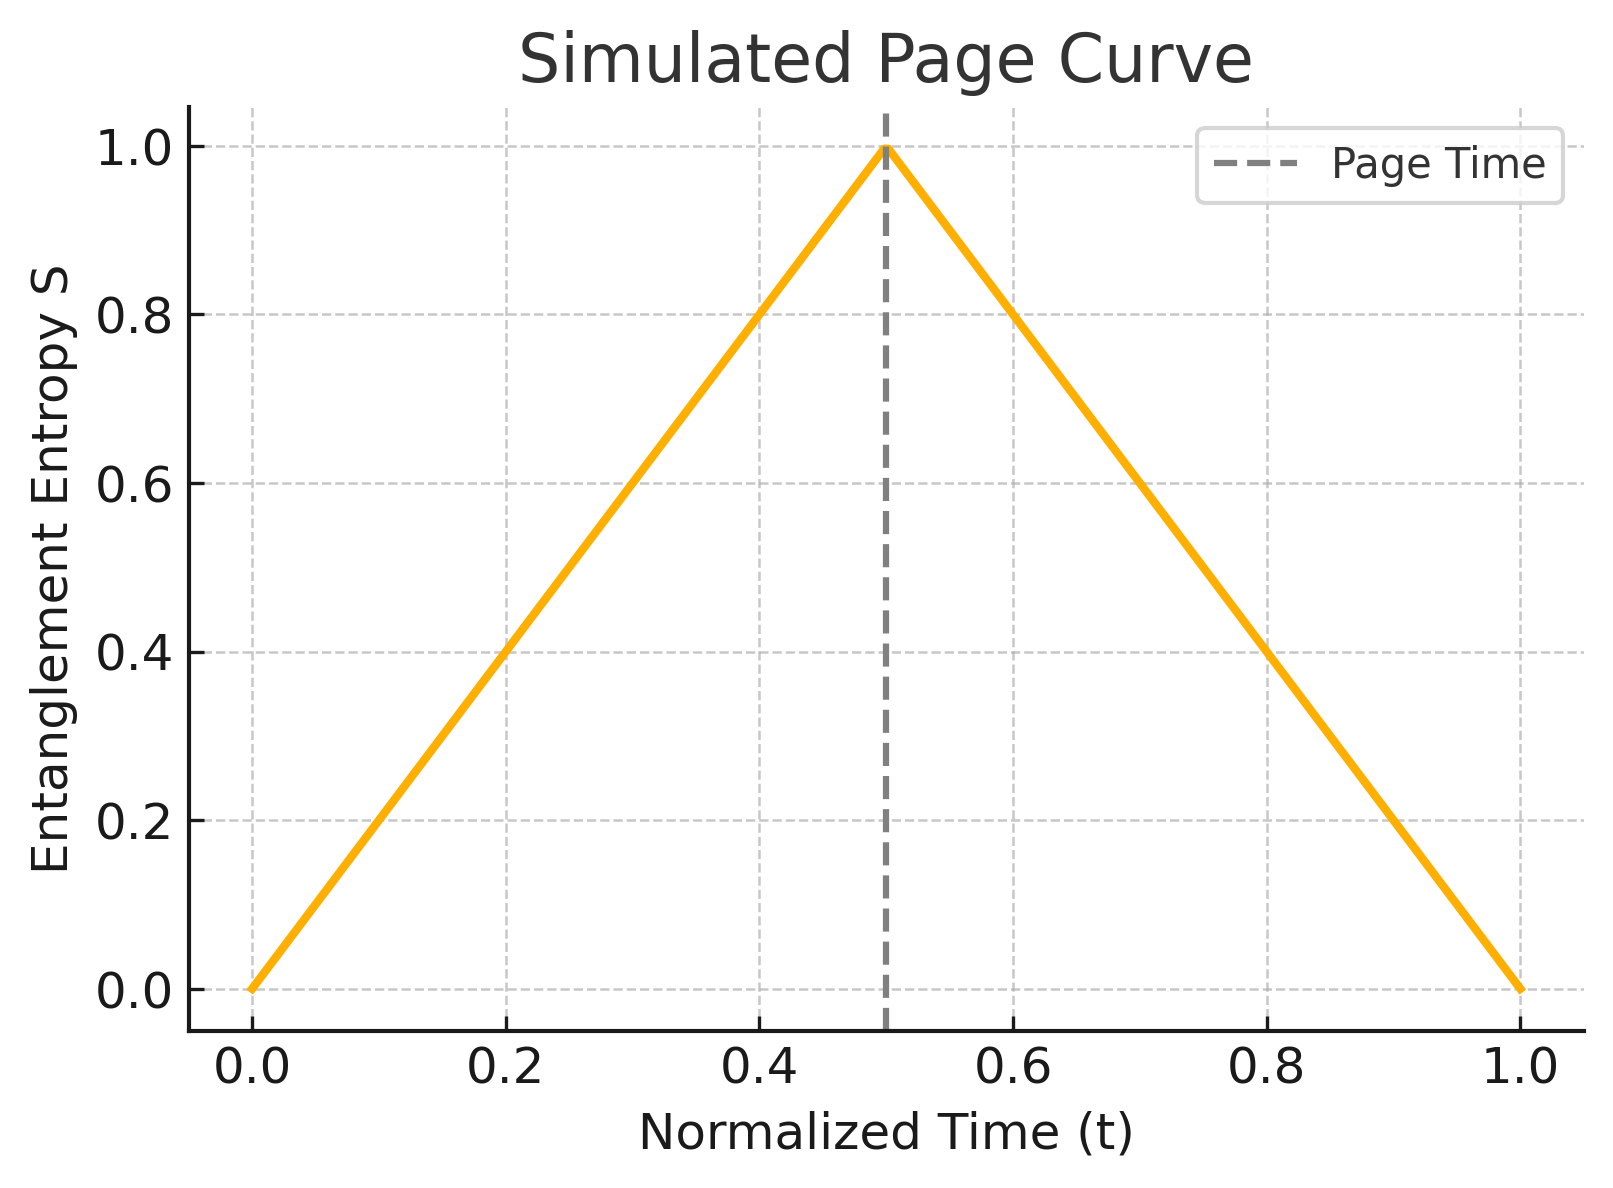 Simulated Page Curve
Page Time
Entanglement Entropy S
1.0
0.8
0.6
0.4
0.2
0.0
0.0 0.2 0.4 0.6 0.8 1.0
Normalized Time (t)